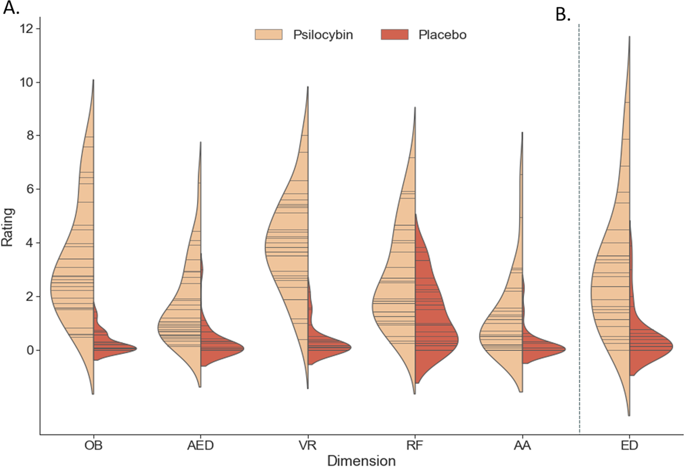 A.
B.
Psilocybin Placebo
12
10
8
6
4
2
0
Rating
OB AED VR RF AA ED
Dimension